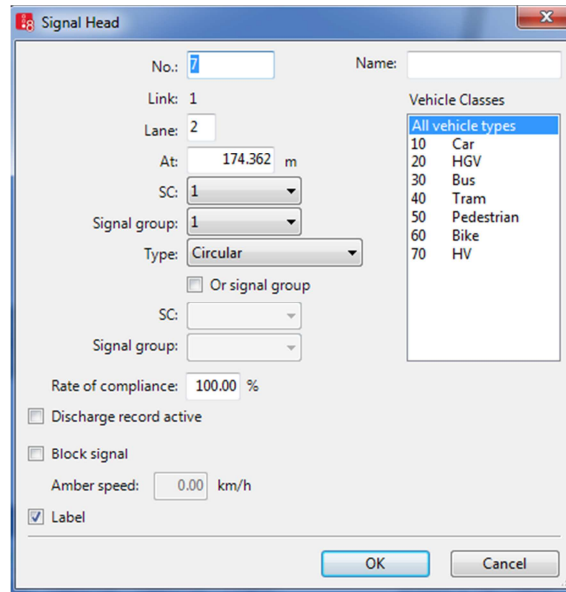 Signal Head
No.: 7
Name:
Link: 1
Lane: 2
At: 174.362 m
SC: 1
Signal group: 1
Type: Circular
Or signal group
SC:
Signal group:
Rate of compliance: 100.00 %
Discharge record active
Block signal
Amber speed: 0.00 km/h
Label
Vehicle Classes
All vehicle types
10 Car
20 HGV
30 Bus
40 Tram
50 Pedestrian
60 Bike
70 HV
OK
Cancel